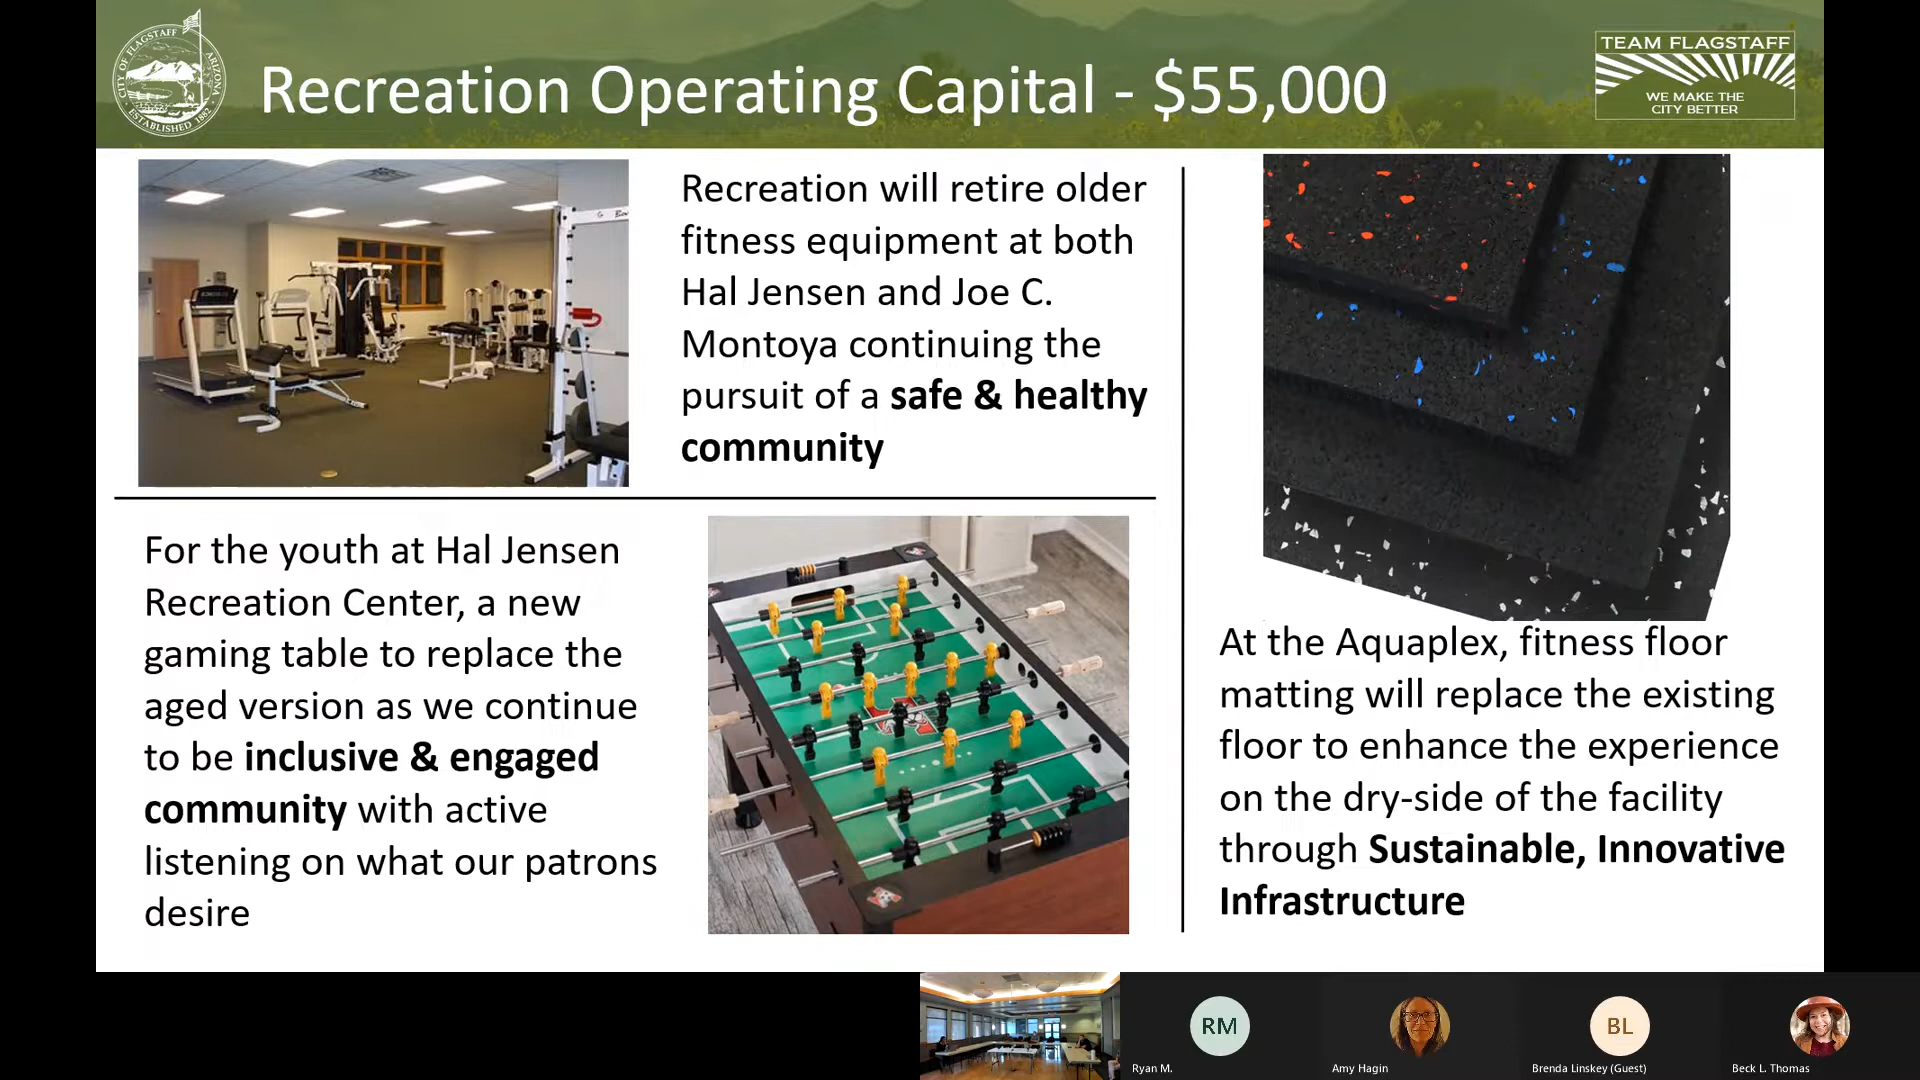 CITY OF FLAGSTAFF
ARIZONA
Recreation Operating Capital - $55,000
TEAM FLAGSTAFF
WE MAKE THE
CITY BETTER
Recreation will retire older
fitness equipment at both
Hal Jensen and Joe C.
Montoya continuing the
pursuit of a safe & healthy
community
For the youth at Hal Jensen
Recreation Center, a new
gaming table to replace the
aged version as we continue
to be inclusive & engaged
community with active
listening on what our patrons
desire
At the Aquaplex, fitness floor
matting will replace the existing
floor to enhance the experience
on the dry-side of the facility
through Sustainable, Innovative
Infrastructure
RM
BL
Ryan M.
Amy Hagin
Brenda Linskey (Guest)
Beck L. Thomas